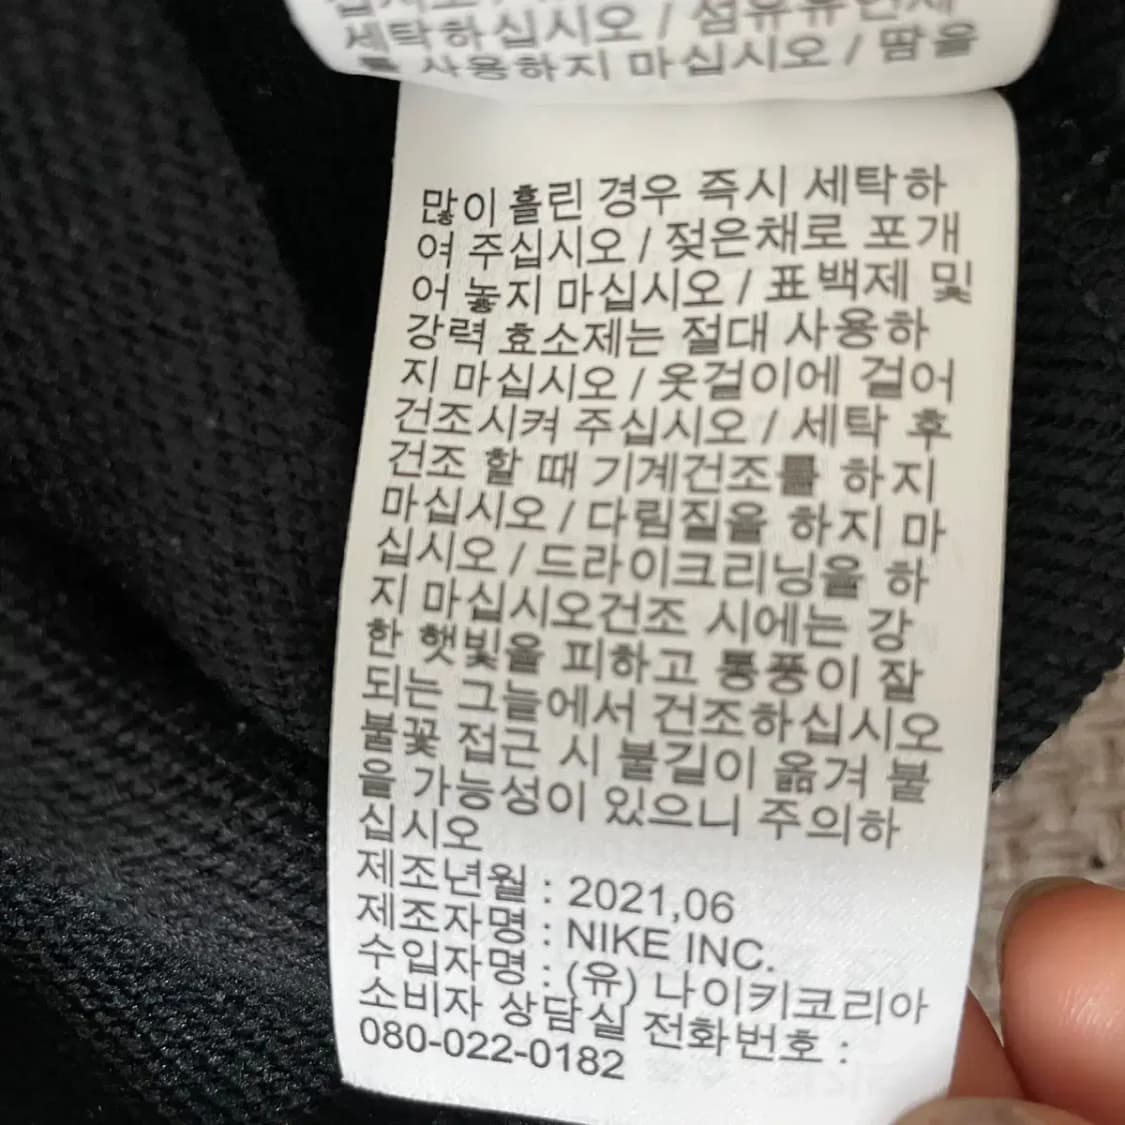 세탁하십시오 / 섬유유연제
를 사용하지 마십시오 / 땀을
많이 흘린 경우 즉시 세탁하
여 주십시오 / 젖은채로 포개
어 놓지 마십시오 / 표백제 및
강력 효소제는 절대 사용하
지 마십시오 / 옷걸이에 걸어
건조시켜 주십시오 / 세탁 후
건조 할 때 기계건조를 하지
마십시오 / 다림질을 하지 마
십시오 / 드라이크리닝을 하
지 마십시오건조 시에는 강
한 햇빛을 피하고 통풍이 잘
되는 그늘에서 건조하십시오
불꽃 접근 시 불길이 옮겨 붙
을 가능성이 있으니 주의하
십시오
제조년월 : 2021,06
제조자명 : NIKE INC.
수입자명 : (유) 나이키코리아
소비자 상담실 전화번호 :
080-022-0182